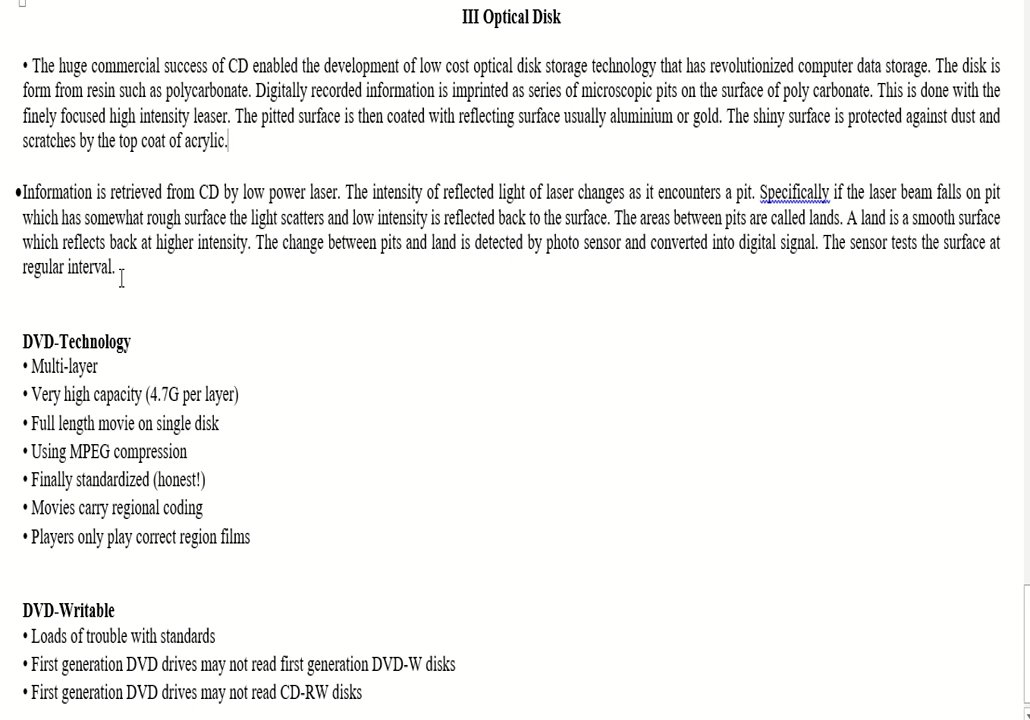 III Optical Disk
• The huge commercial success of CD enabled the development of low cost optical disk storage technology that has revolutionized computer data storage. The disk is
form from resin such as polycarbonate. Digitally recorded information is imprinted as series of microscopic pits on the surface of poly carbonate. This is done with the
finely focused high intensity leaser. The pitted surface is then coated with reflecting surface usually aluminium or gold. The shiny surface is protected against dust and
scratches by the top coat of acrylic.
•Information is retrieved from CD by low power laser. The intensity of reflected light of laser changes as it encounters a pit. Specifically if the laser beam falls on pit
which has somewhat rough surface the light scatters and low intensity is reflected back to the surface. The areas between pits are called lands. A land is a smooth surface
which reflects back at higher intensity. The change between pits and land is detected by photo sensor and converted into digital signal. The sensor tests the surface at
regular interval.
DVD-Technology
• Multi-layer
• Very high capacity (4.7G per layer)
• Full length movie on single disk
• Using MPEG compression
• Finally standardized (honest!)
• Movies carry regional coding
• Players only play correct region films
DVD-Writable
• Loads of trouble with standards
• First generation DVD drives may not read first generation DVD-W disks
• First generation DVD drives may not read CD-RW disks